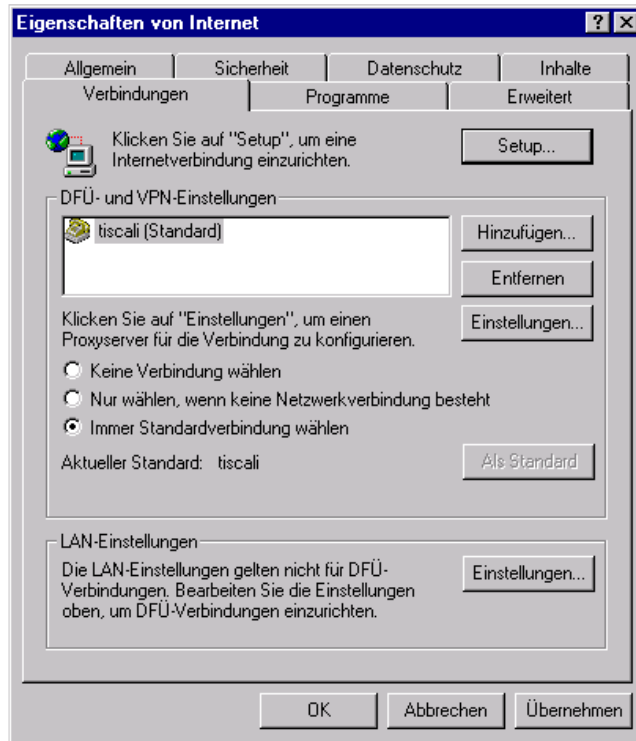 Eigenschaften von Internet
Allgemein Sicherheit Datenschutz Inhalte
Verbindungen Programme Erweitert
Klicken Sie auf "Setup", um eine
Internetverbindung einzurichten.
Setup...
DFÜ- und VPN-Einstellungen
tiscali (Standard)
Hinzufügen...
Entfernen
Klicken Sie auf "Einstellungen", um einen
Proxyserver für die Verbindung zu konfigurieren.
Einstellungen...
Keine Verbindung wählen
Nur wählen, wenn keine Netzwerkverbindung besteht
Immer Standardverbindung wählen
Aktueller Standard: tiscali
Als Standard
LAN-Einstellungen
Die LAN-Einstellungen gelten nicht für DFÜ-
Verbindungen. Bearbeiten Sie die Einstellungen
oben, um DFÜ-Verbindungen einzurichten.
Einstellungen...
OK Abbrechen Übernehmen